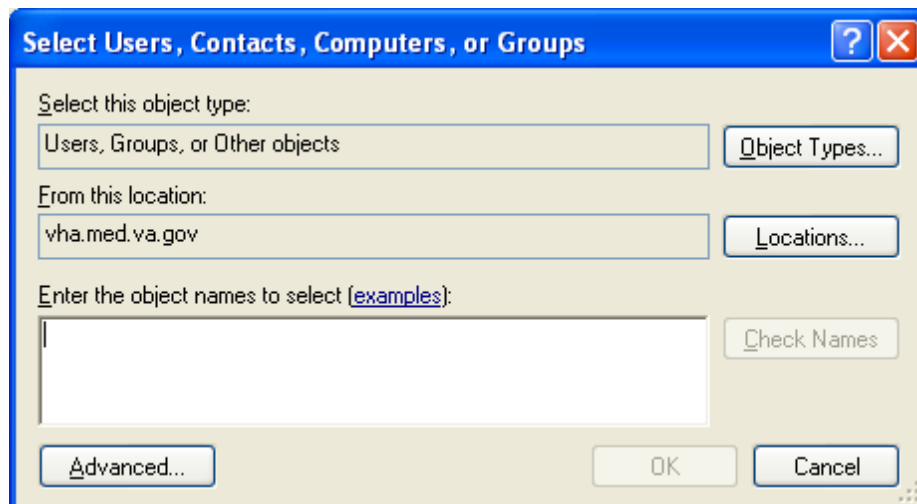 Select Users, Contacts, Computers, or Groups
Select this object type:
Users, Groups, or Other objects
Object Types...
From this location:
vha.med.va.gov
Locations...
Enter the object names to select (examples):
Check Names
Advanced...
OK
Cancel